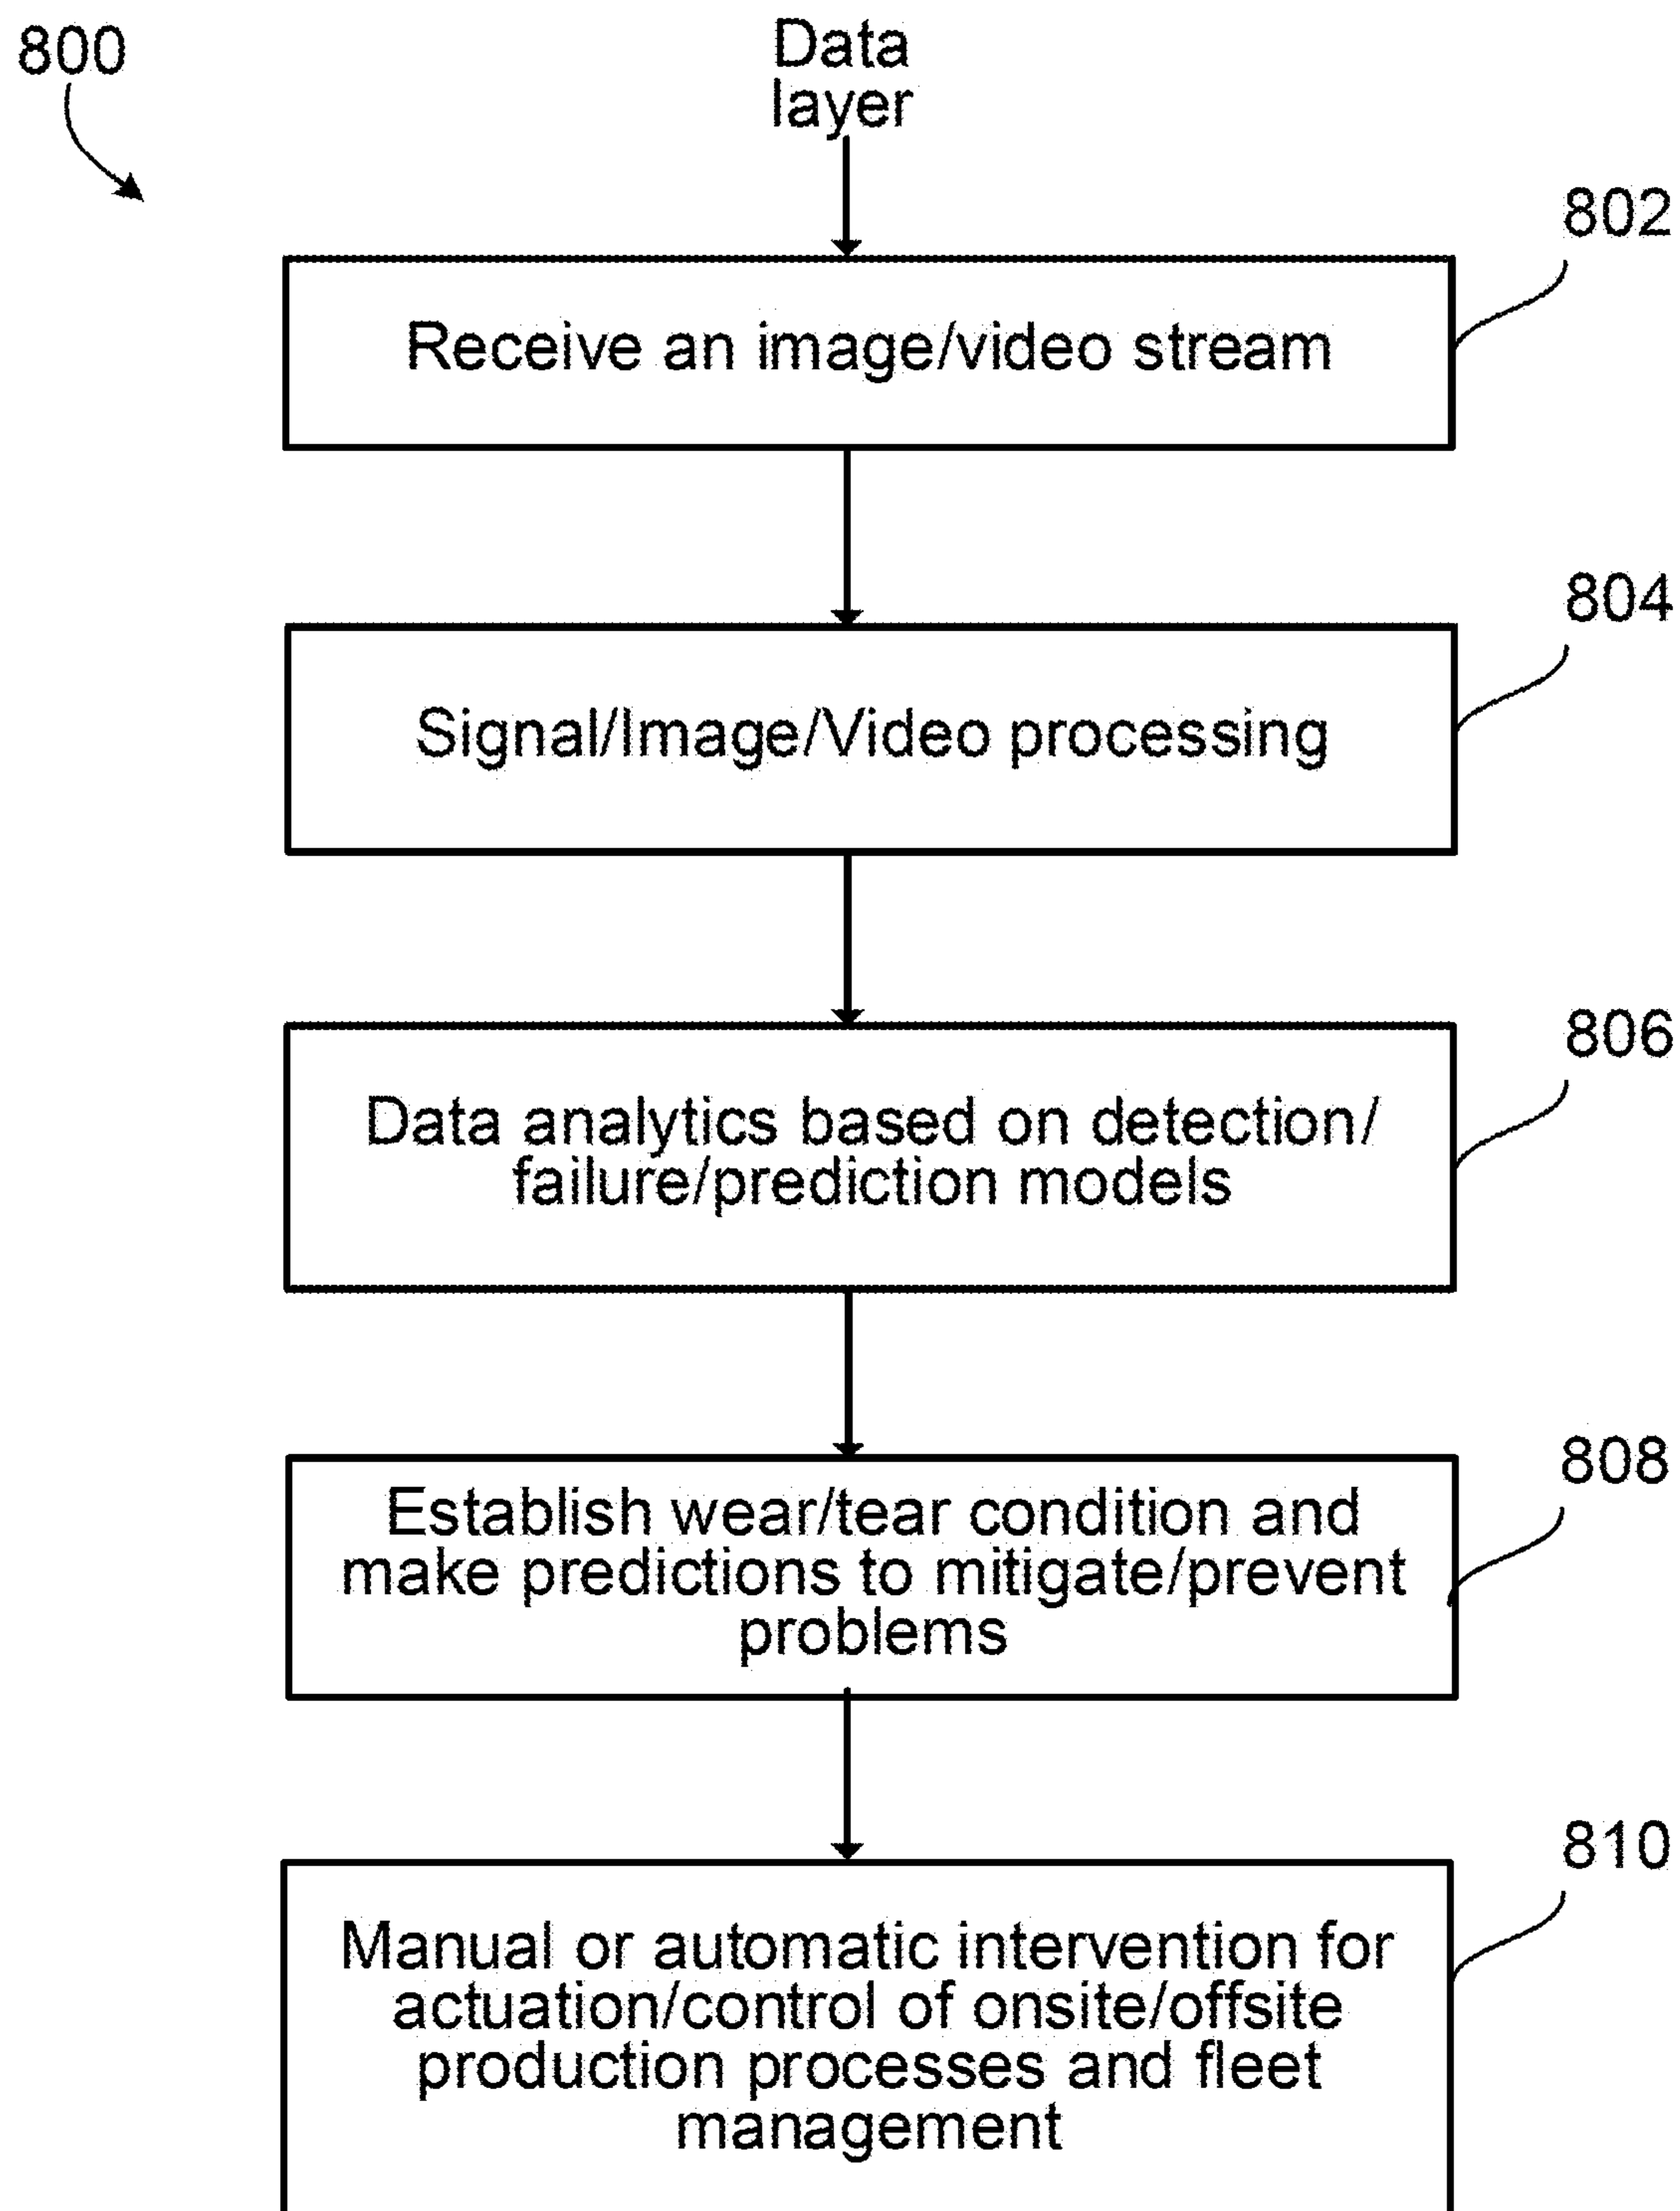 800
Data
layer
802
Receive an image/video stream
804
Signal/Image/Video processing
806
Data analytics based on detection/
failure/prediction models
808
Establish wear/tear condition and
make predictions to mitigate/prevent
problems
810
Manual or automatic intervention for
actuation/control of onsite/offsite
production processes and fleet
management